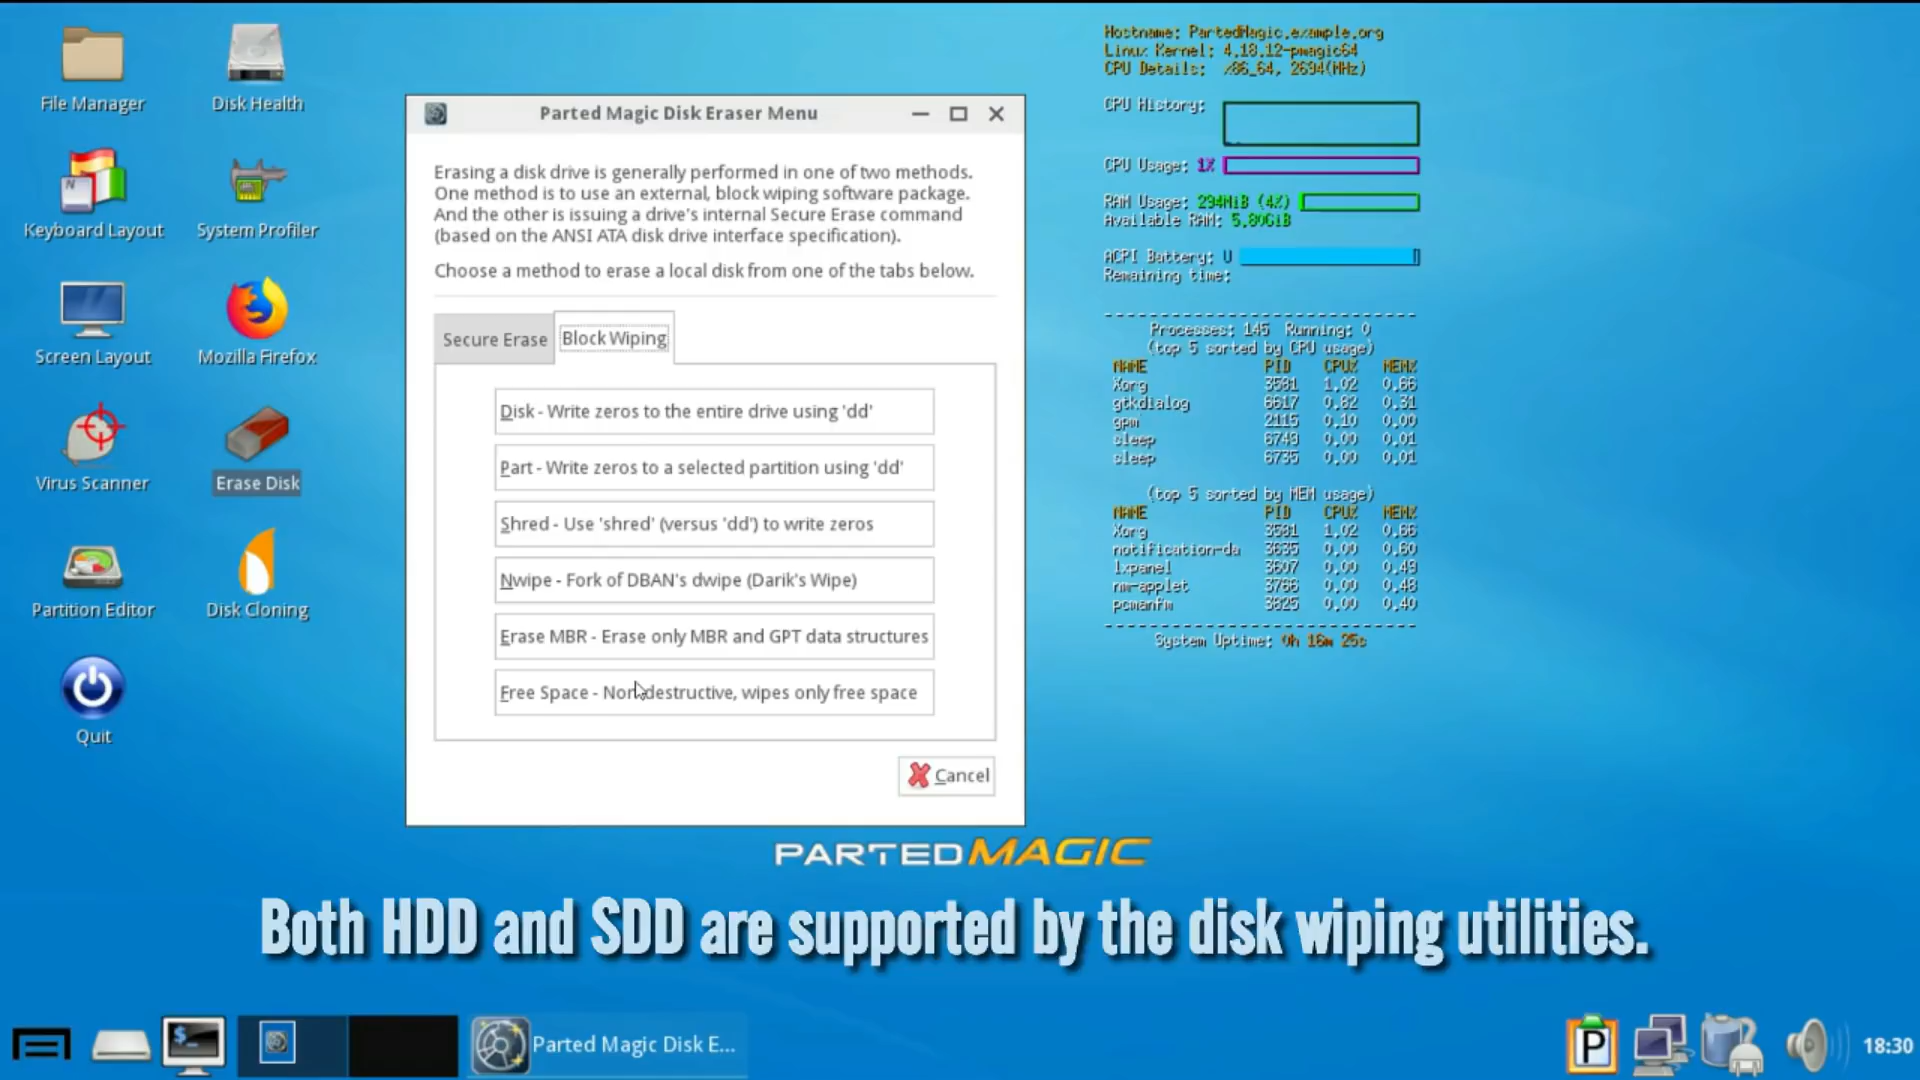 File Manager
Disk Health
Keyboard Layout
System Profiler
Screen Layout
Mozilla Firefox
Virus Scanner
Erase Disk
Partition Editor
Disk Cloning
Quit
Parted Magic Disk Eraser Menu
Erasing a disk drive is generally performed in one of two methods.
One method is to use an external, block wiping software package.
And the other is issuing a drive's internal Secure Erase command
(based on the ANSI ATA disk drive interface specification).
Choose a method to erase a local disk from one of the tabs below.
Secure Erase
Block Wiping
Disk - Write zeros to the entire drive using 'dd'
Part - Write zeros to a selected partition using 'dd'
Shred - Use 'shred' (versus 'dd') to write zeros
Nwipe - Fork of DBAN's dwipe (Darik's Wipe)
Erase MBR - Erase only MBR and GPT data structures
Free Space - Non-destructive, wipes only free space
Cancel
Hostname: PartedMagic.example.org
Linux Kernel: 4.18.12-pmagic64
CPU Details: x86_64, 2694(MHz)
CPU History:
CPU Usage: 1%
RAM Usage: 294MiB (4%)
Available RAM: 5.80GiB
ACPI Battery: U
Remaining time:
Processes: 145 Running: 0
(top 5 sorted by CPU usage)
NAME PID CPU% MEM%
Xorg 3581 1.02 0.66
gtkdialog 6617 0.82 0.31
gpm 2115 0.10 0.00
sleep 6749 0.00 0.01
sleep 6735 0.00 0.01
(top 5 sorted by MEM usage)
NAME PID CPU% MEM%
Xorg 3581 1.02 0.66
notification-da 3635 0.00 0.60
lxpanel 3607 0.00 0.49
nm-applet 3766 0.00 0.48
pcmanfm 3825 0.00 0.40
System Uptime: 0h 16m 25s
PARTEDMAGIC
Both HDD and SDD are supported by the disk wiping utilities.
Parted Magic Disk E...
P
18:30